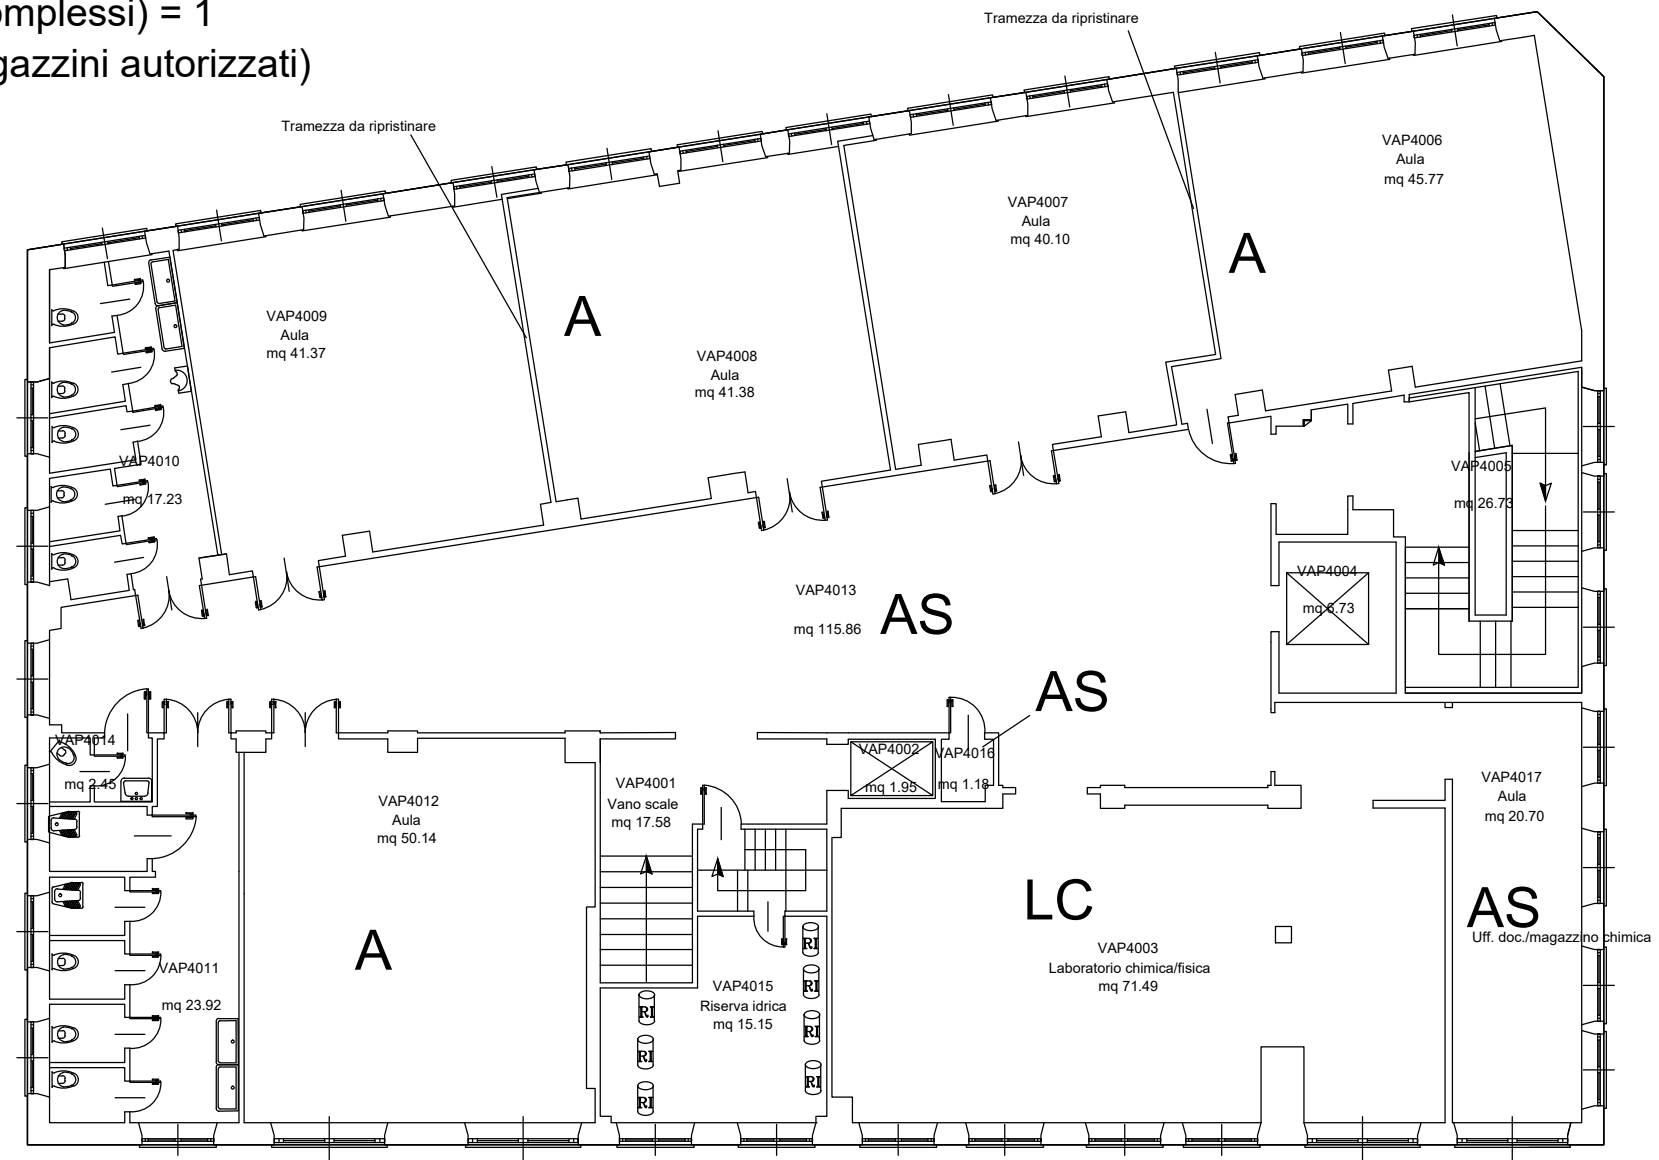 omplessi) = 1
gazzini autorizzati)
Tramezza da ripristinare
Tramezza da ripristinare
VAP4006
Aula
mq 45.77
VAP4007
Aula
mq 40.10
A
VAP4009
Aula
mq 41.37
A
VAP4008
Aula
mq 41.38
VAP4010
mq 17.23
VAP4005
mq 26.73
VAP4004
mq 6.73
VAP4013
mq 115.86
AS
AS
VAP4014
mq 2.45
VAP4012
Aula
mq 50.14
A
VAP4001
Vano scale
mq 17.58
VAP4002
mq 1.95
VAP4016
mq 1.18
VAP4017
Aula
mq 20.70
AS
Uff. doc./magazzino chimica
LC
VAP4003
Laboratorio chimica/fisica
mq 71.49
VAP4011
mq 23.92
VAP4015
Riserva idrica
mq 15.15
RI
RI
RI
RI
RI
RI
RI